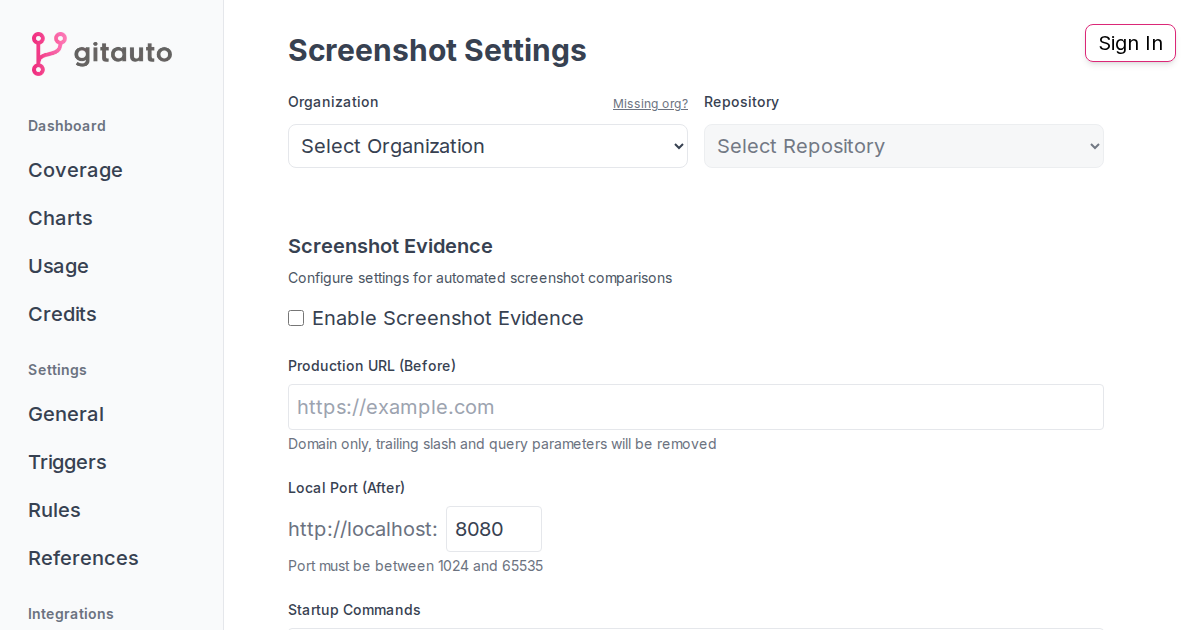 gitauto
Dashboard
Coverage
Charts
Usage
Credits
Settings
General
Triggers
Rules
References
Integrations
Screenshot Settings
Sign In
Organization
Missing org?
Repository
Select Organization
Select Repository
Screenshot Evidence
Configure settings for automated screenshot comparisons
Enable Screenshot Evidence
Production URL (Before)
https://example.com
Domain only, trailing slash and query parameters will be removed
Local Port (After)
http://localhost: 8080
Port must be between 1024 and 65535
Startup Commands